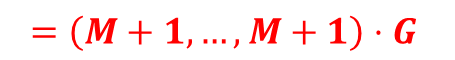 = (M + 1, ..., M + 1) · G